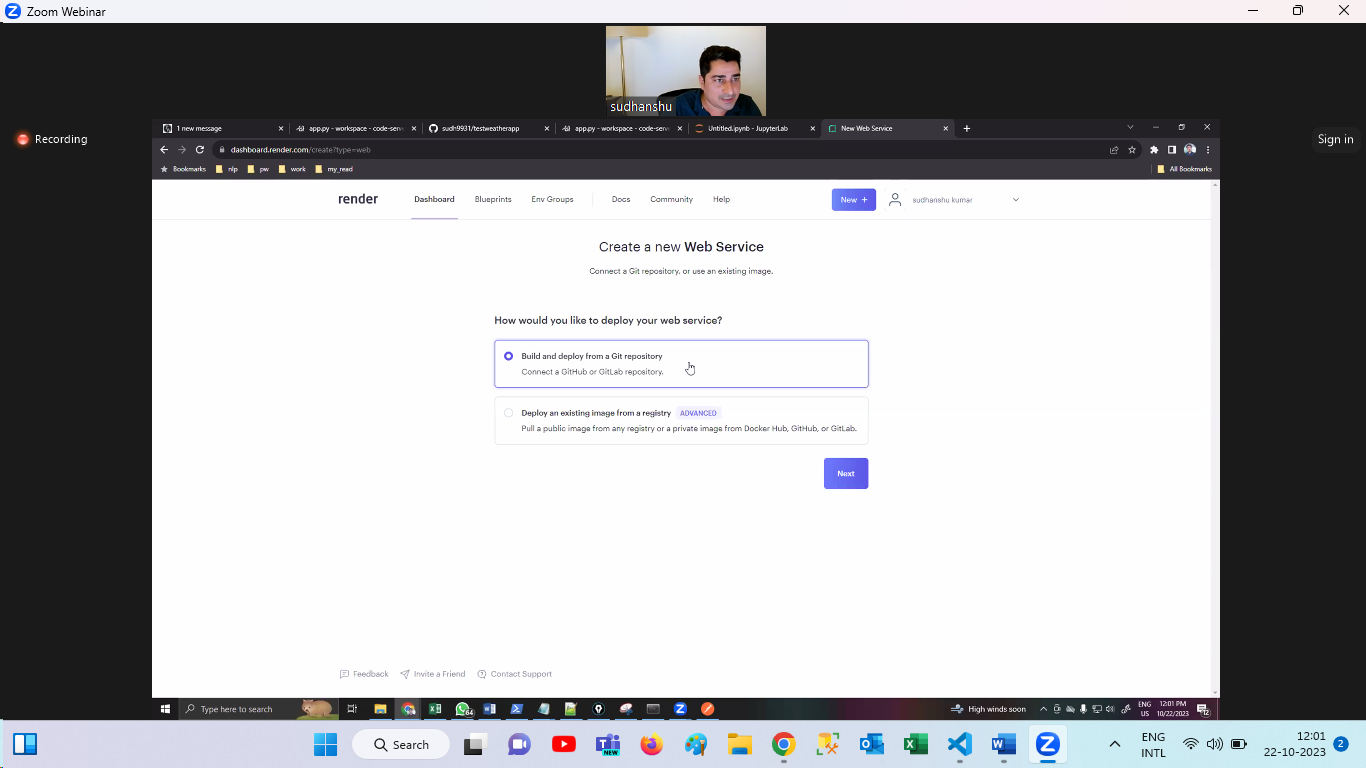 Zoom Webinar
sudhanshu
Recording
Sign in
1 new message
app.py - workspace - code-serve
sudh9931/testweatherapp
app.py - workspace - code-serve
Untitled.ipynb - JupyterLab
New Web Service
dashboard.render.com/create?type=web
Bookmarks
nlp
pw
work
my_read
All Bookmarks
render
Dashboard
Blueprints
Env Groups
Docs
Community
Help
New +
sudhanshu kumar
Create a new Web Service
Connect a Git repository, or use an existing image.
How would you like to deploy your web service?
Build and deploy from a Git repository
Connect a GitHub or GitLab repository.
Deploy an existing image from a registry ADVANCED
Pull a public image from any registry or a private image from Docker Hub, GitHub, or GitLab.
Next
Feedback
Invite a Friend
Contact Support
Type here to search
64
High winds soon
ENG
US
12:01 PM
10/22/2023
12
Search
NEW
ENG
INTL
12:01
22-10-2023
2